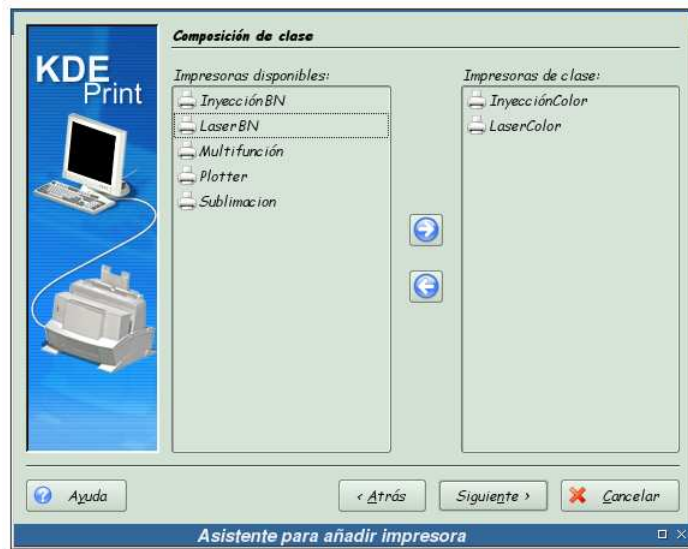 KDE
Print
Composición de clase
Impresoras disponibles:
InyecciónBN
LaserBN
Multifunción
Plotter
Sublimacion
Impresoras de clase:
InyecciónColor
LaserColor
Ayuda
< Atrás
Siguiente >
Cancelar
Asistente para añadir impresora